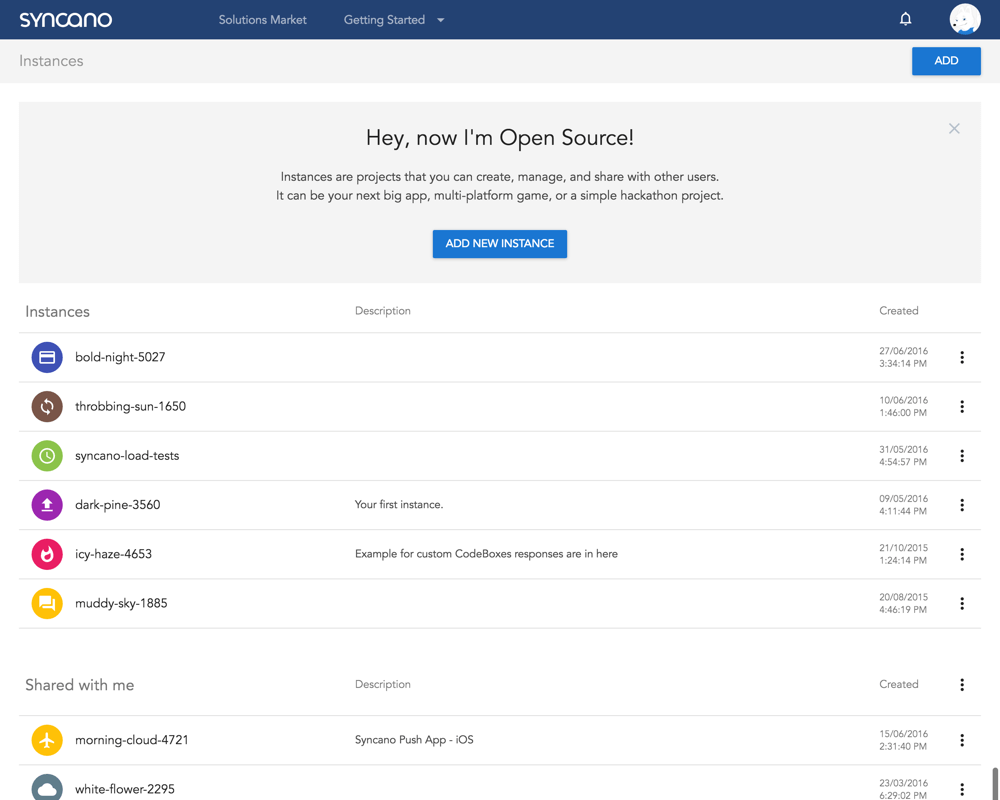 SYNCANO
Solutions Market
Getting Started
Instances
ADD
Hey, now I'm Open Source!
Instances are projects that you can create, manage, and share with other users.
It can be your next big app, multi-platform game, or a simple hackathon project.
ADD NEW INSTANCE
Instances Description Created
bold-night-5027 27/06/2016
3:34:14 PM
throbbing-sun-1650 10/06/2016
1:46:00 PM
syncano-load-tests 31/05/2016
4:54:57 PM
dark-pine-3560 Your first instance. 09/05/2016
4:11:44 PM
icy-haze-4653 Example for custom CodeBoxes responses are in here 21/10/2015
1:24:14 PM
muddy-sky-1885 20/08/2015
4:46:19 PM
Shared with me Description Created
morning-cloud-4721 Syncano Push App - iOS 15/06/2016
2:31:40 PM
white-flower-2295 23/03/2016
6:29:02 PM